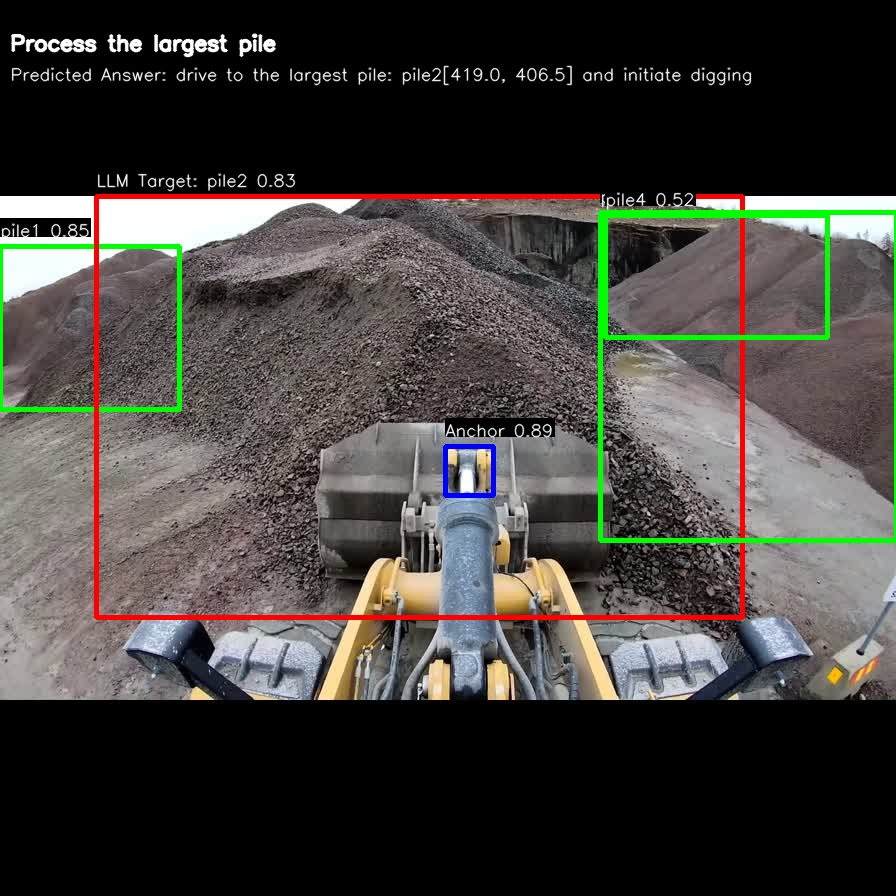 Process the largest pile
Predicted Answer: drive to the largest pile: pile2[419.0, 406.5] and initiate digging
LLM Target: pile2 0.83
pile4 0.52
pile1 0.85
Anchor 0.89